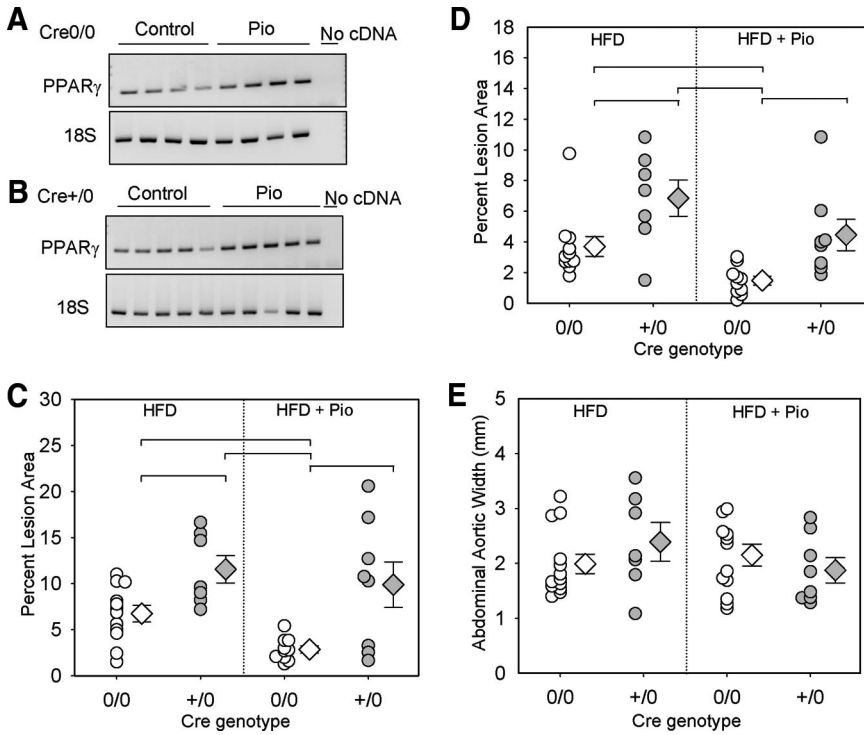 A
Cre0/0
Control
Pio
No cDNA
PPARγ
18S
B
Cre+/0
Control
Pio
No cDNA
PPARγ
18S
C
30
25
20
15
10
5
0
Percent Lesion Area
HFD
HFD + Pio
0/0
+/0
0/0
+/0
Cre genotype
D
18
16
14
12
10
8
6
4
2
0
Percent Lesion Area
HFD
HFD + Pio
0/0
+/0
0/0
+/0
Cre genotype
E
5
4
3
2
1
0
Abdominal Aortic Width (mm)
HFD
HFD + Pio
0/0
+/0
0/0
+/0
Cre genotype